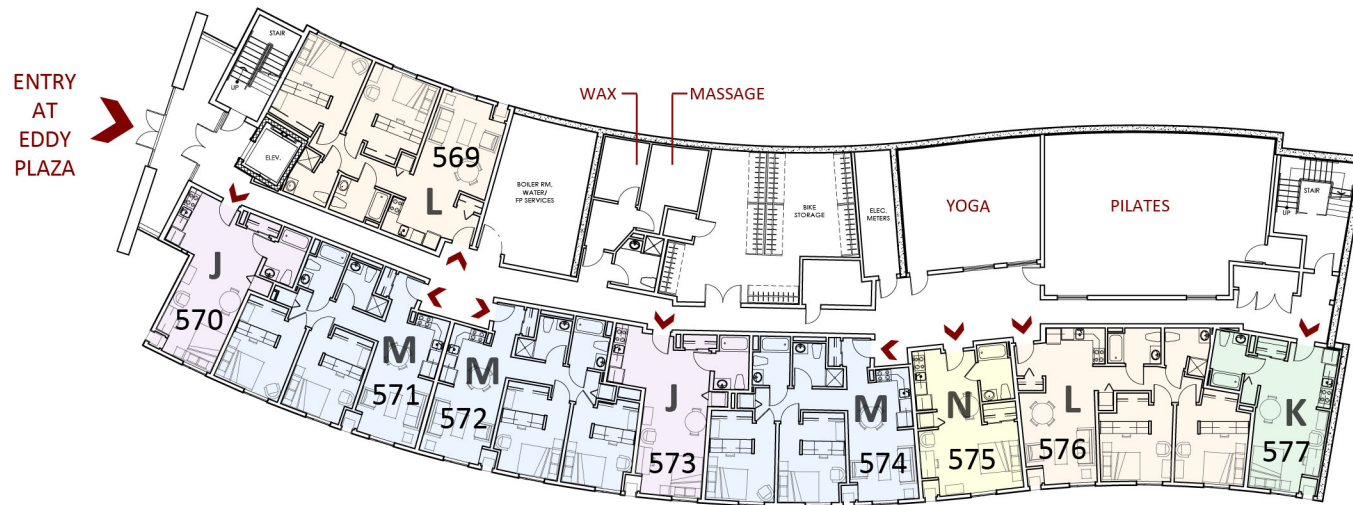 ENTRY
AT
EDDY
PLAZA
STAIR
UP
ELEV.
569
L
BOILER RM.
WATER/
FP SERVICES
WAX
MASSAGE
BIKE
STORAGE
ELEC.
METERS
YOGA
PILATES
STAIR
UP
J
570
M
571
M
572
J
573
M
574
N
575
L
576
K
577